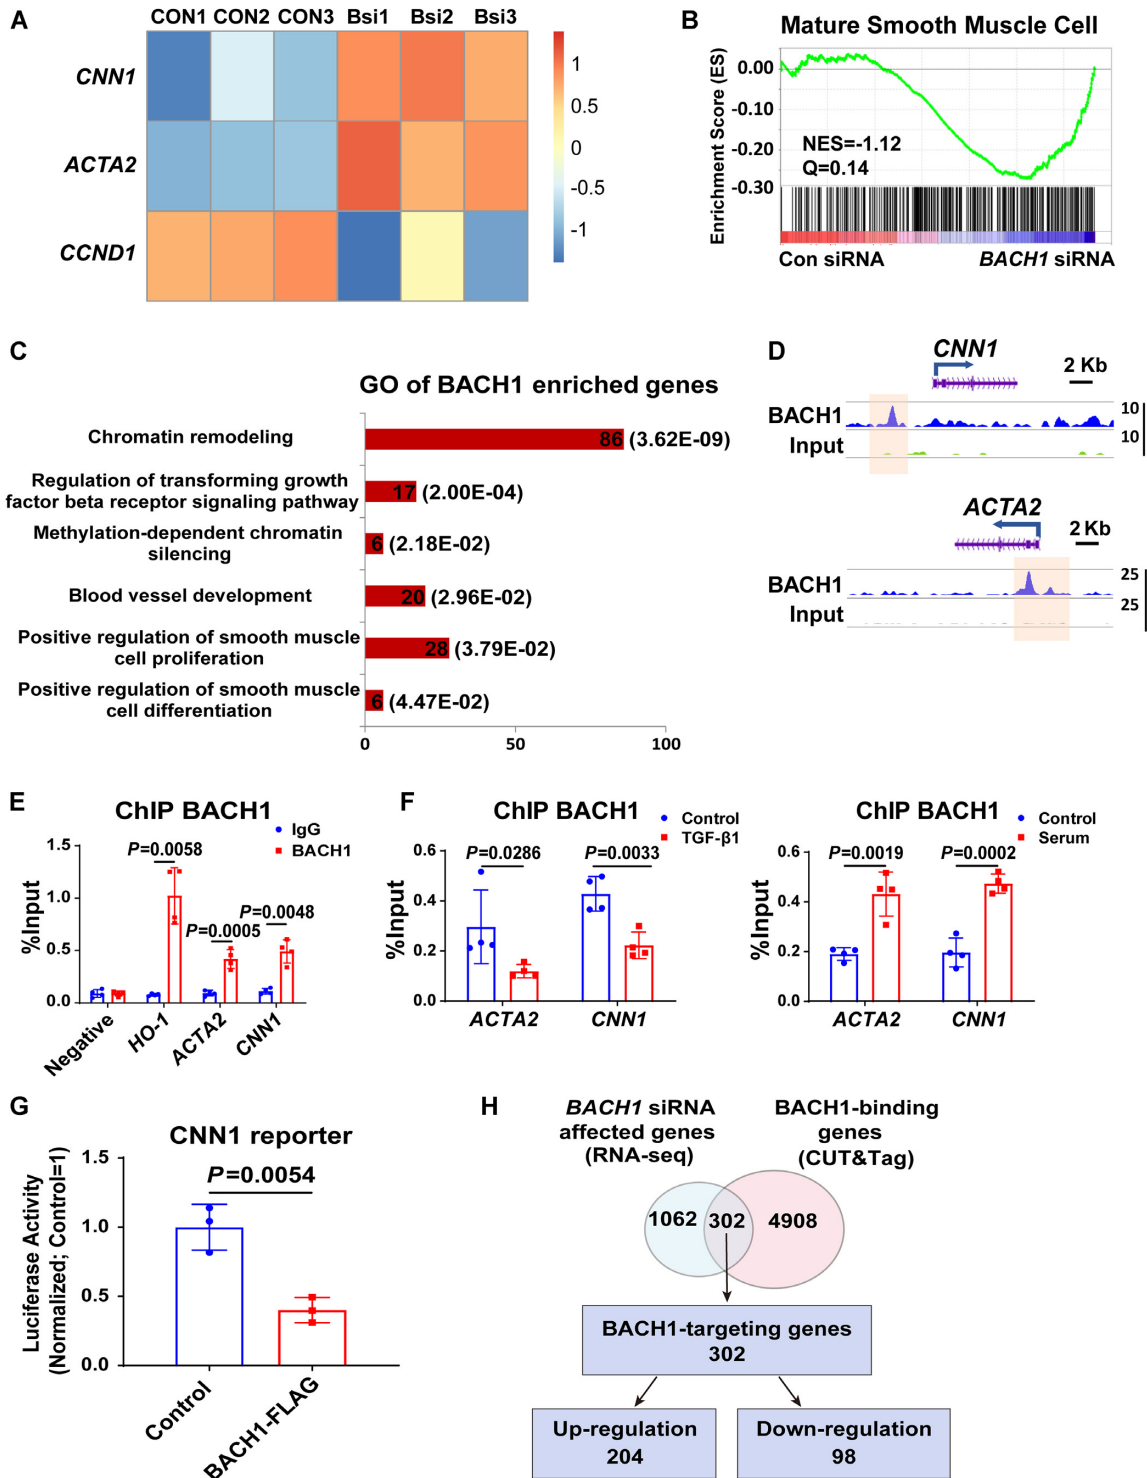 A
CON1 CON2 CON3 Bsi1 Bsi2 Bsi3
CNN1
ACTA2
CCND1
1
0.5
0
-0.5
-1
B
Mature Smooth Muscle Cell
Enrichment Score (ES)
0.00
-0.10
-0.20
-0.30
NES=-1.12
Q=0.14
Con siRNA
BACH1 siRNA
C
GO of BACH1 enriched genes
Chromatin remodeling
86 (3.62E-09)
Regulation of transforming growth
factor beta receptor signaling pathway
17 (2.00E-04)
Methylation-dependent chromatin
silencing
6 (2.18E-02)
Blood vessel development
20 (2.96E-02)
Positive regulation of smooth muscle
cell proliferation
28 (3.79E-02)
Positive regulation of smooth muscle
cell differentiation
6 (4.47E-02)
0 50 100
D
CNN1
2 Kb
BACH1
10
Input
10
ACTA2
2 Kb
BACH1
25
Input
25
E
ChIP BACH1
IgG
BACH1
%Input
1.5
1.0
0.5
0.0
P=0.0058
P=0.0005
P=0.0048
Negative
HO-1
ACTA2
CNN1
F
ChIP BACH1
Control
TGF-β1
%Input
0.6
0.4
0.2
0.0
P=0.0286
P=0.0033
ACTA2
CNN1
ChIP BACH1
Control
Serum
%Input
0.6
0.4
0.2
0.0
P=0.0019
P=0.0002
ACTA2
CNN1
G
CNN1 reporter
Luciferase Activity
(Normalized; Control=1)
1.5
1.0
0.5
0.0
P=0.0054
Control
BACH1-FLAG
H
BACH1 siRNA
affected genes
(RNA-seq)
BACH1-binding
genes
(CUT&Tag)
1062 302 4908
BACH1-targeting genes
302
Up-regulation
204
Down-regulation
98